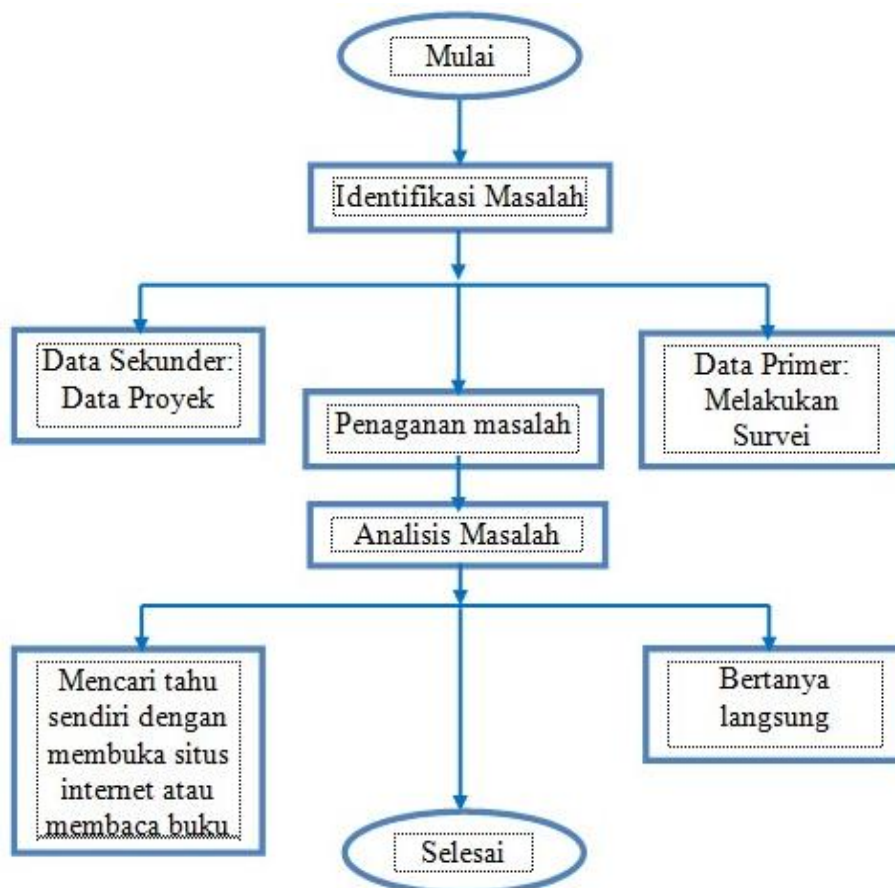 Mulai
Identifikasi Masalah
Data Sekunder:
Data Proyek
Data Primer:
Melakukan
Survei
Penaganan masalah
Analisis Masalah
Mencari tahu
sendiri dengan
membuka situs
internet atau
membaca buku
Bertanya
langsung
Selesai